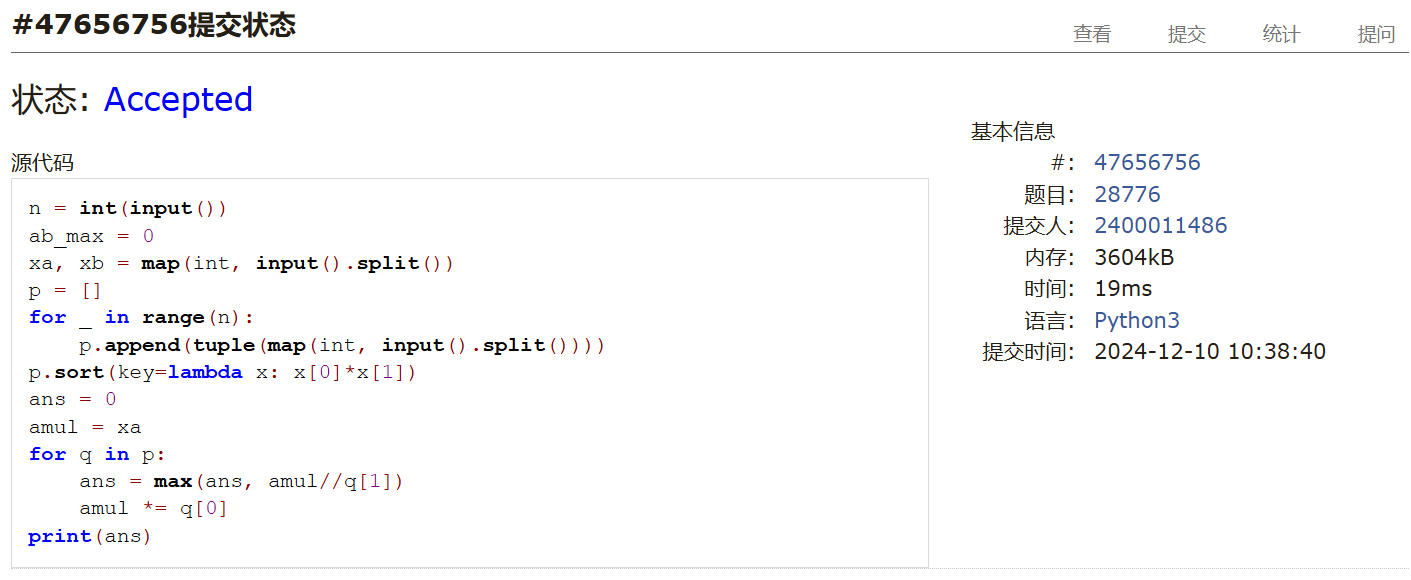 #47656756提交状态
查看 提交 统计 提问
状态: Accepted
源代码
n = int(input())
ab_max = 0
xa, xb = map(int, input().split())
p = []
for _ in range(n):
    p.append(tuple(map(int, input().split())))
p.sort(key=lambda x: x[0]*x[1])
ans = 0
amul = xa
for q in p:
    ans = max(ans, amul//q[1])
    amul *= q[0]
print(ans)
基本信息
#: 47656756
题目: 28776
提交人: 2400011486
内存: 3604kB
时间: 19ms
语言: Python3
提交时间: 2024-12-10 10:38:40